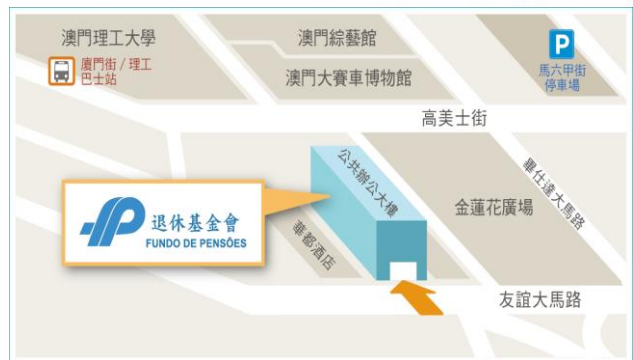 澳門理工大學
廈門街 / 理工
巴士站
澳門綜藝館
澳門大賽車博物館
P
馬六甲街
停車場
高美士街
公共辦公大樓
畢仕達大馬路
金蓮花廣場
退休基金會
FUNDO DE PENSÕES
華都酒店
友誼大馬路